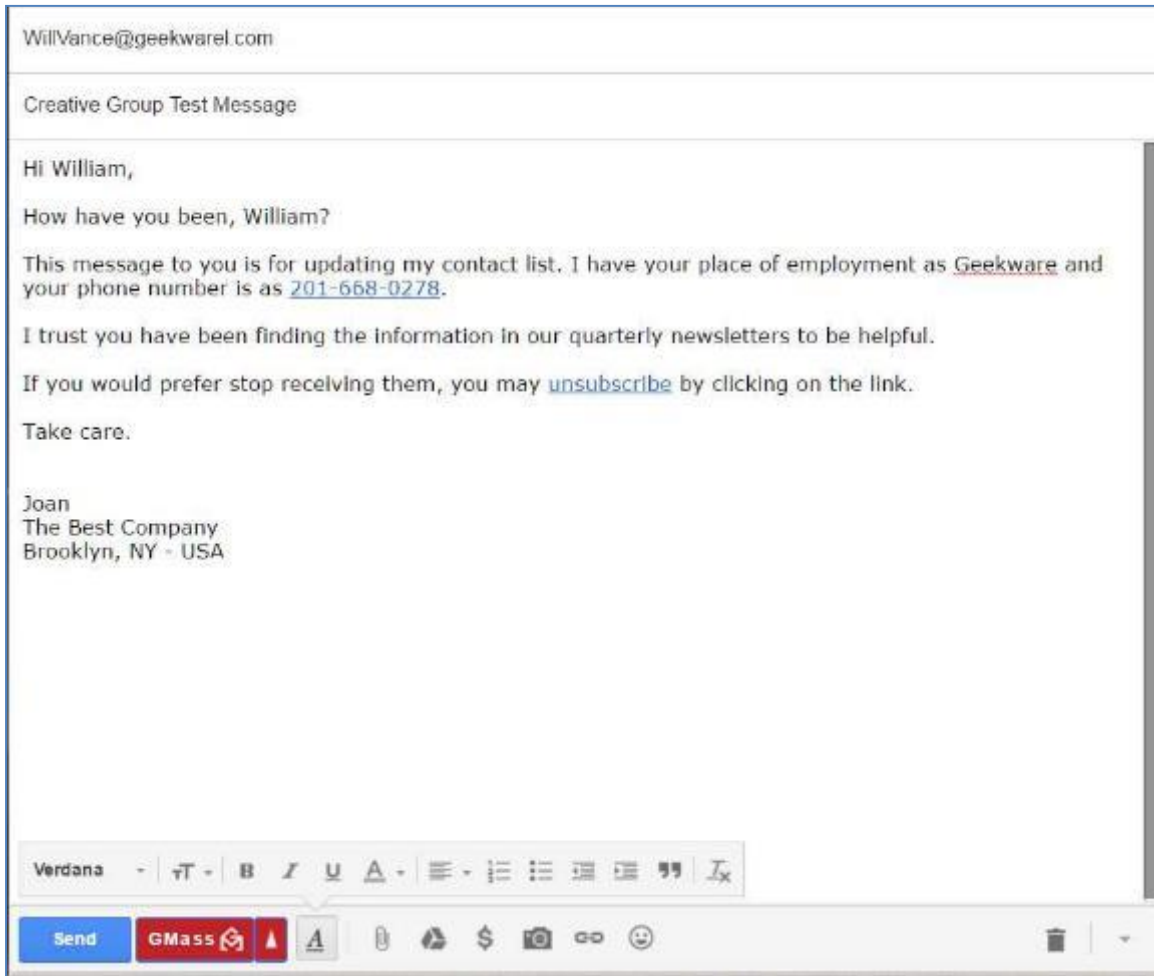 WillVance@geekwarel.com
Creative Group Test Message
Hi William,
How have you been, William?
This message to you is for updating my contact list. I have your place of employment as Geekware and
your phone number is as 201-668-0278.
I trust you have been finding the information in our quarterly newsletters to be helpful.
If you would prefer stop receiving them, you may unsubscribe by clicking on the link.
Take care.
Joan
The Best Company
Brooklyn, NY - USA
Verdana
Send GMass